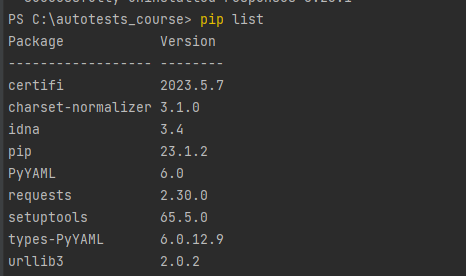 PS C:\autotests_course> pip list
Package            Version
------------------ --------
certifi            2023.5.7
charset-normalizer 3.1.0
idna               3.4
pip                23.1.2
PyYAML             6.0
requests           2.30.0
setuptools         65.5.0
types-PyYAML       6.0.12.9
urllib3            2.0.2